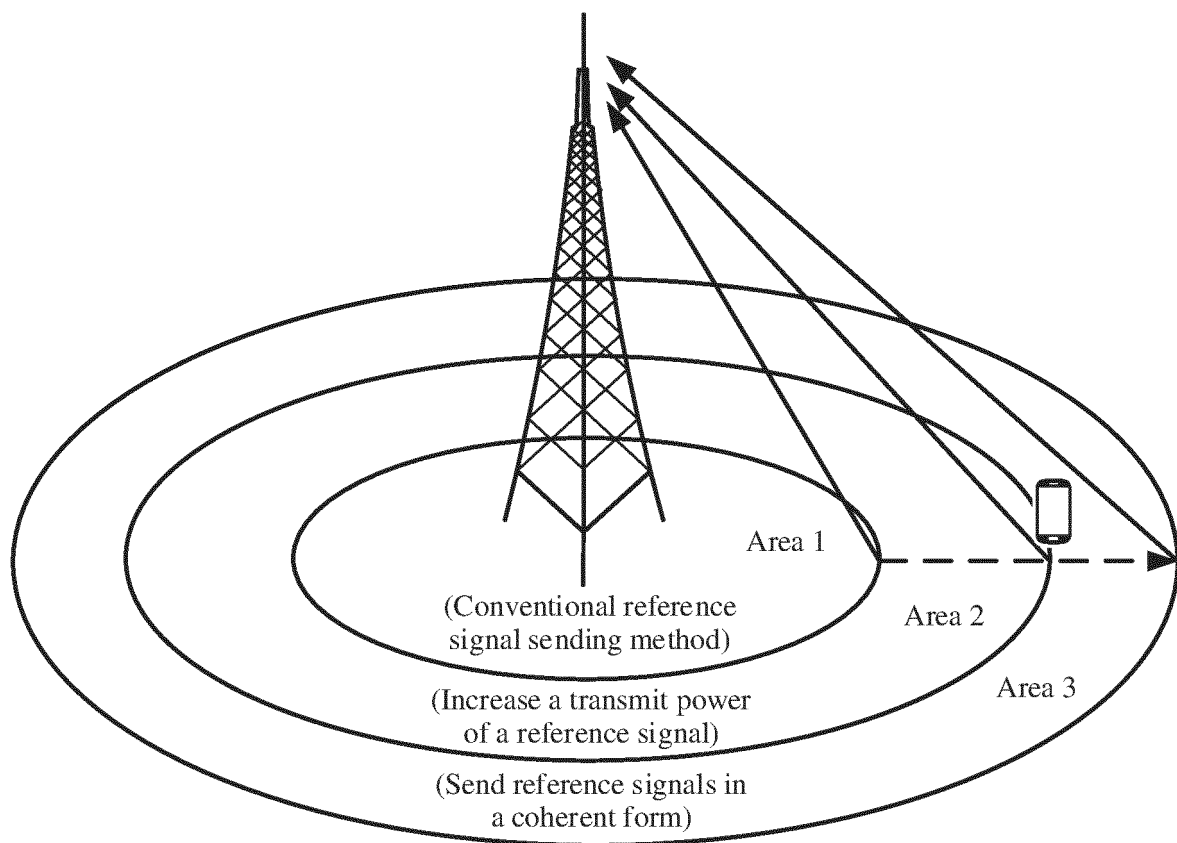 Area 1
(Conventional reference
signal sending method)
Area 2
Area 3
(Increase a transmit power
of a reference signal)
(Send reference signals in
a coherent form)